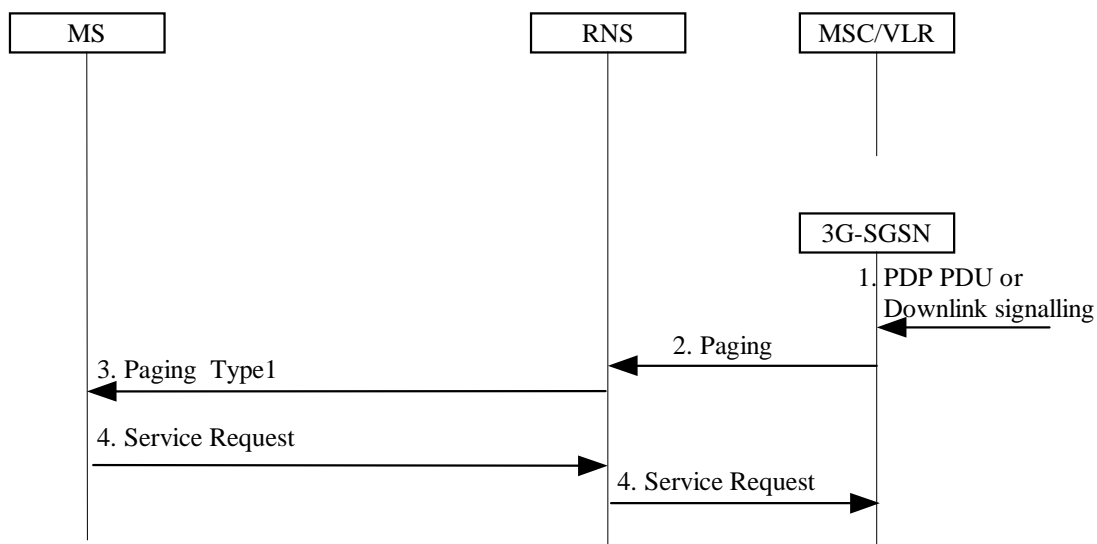 MS
RNS
MSC/VLR
3G-SGSN
1. PDP PDU or
Downlink signalling
2. Paging
3. Paging Type1
4. Service Request
4. Service Request